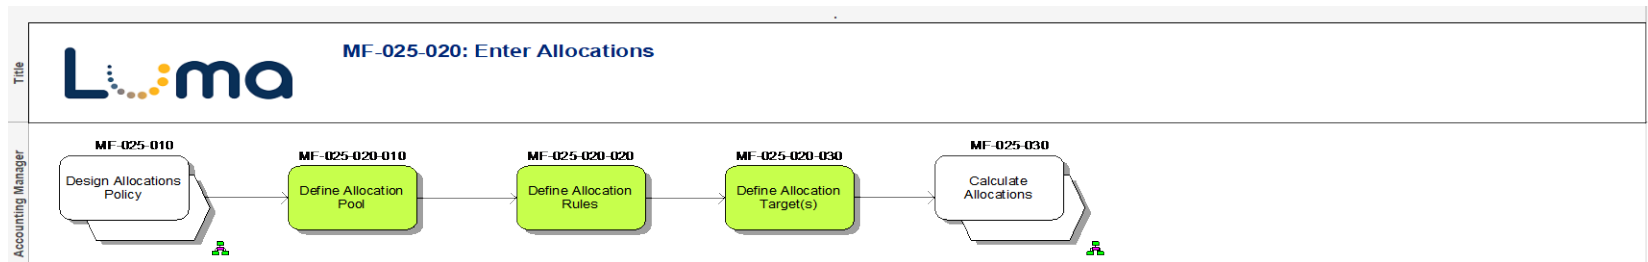 Title
Luma
MF-025-020: Enter Allocations
Accounting Manager
MF-025-010
Design Allocations
Policy
MF-025-020-010
Define Allocation
Pool
MF-025-020-020
Define Allocation
Rules
MF-025-020-030
Define Allocation
Target(s)
MF-025-030
Calculate
Allocations